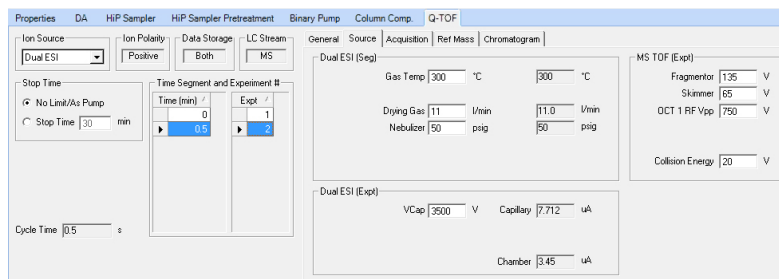 Properties DA HiP Sampler HiP Sampler Pretreatment Binary Pump Column Comp. Q-TOF
Ion Source Ion Polarity Data Storage LC Stream
Dual ESI Positive Both MS
General Source Acquisition Ref Mass Chromatogram
Stop Time
No Limit/As Pump
Stop Time 30 min
Time Segment and Experiment #
Time (min) Expt
0 1
0.5 2
Cycle Time 0.5 s
Dual ESI (Seg)
Gas Temp 300 °C 300 °C
Drying Gas 11 l/min 11.0 l/min
Nebulizer 50 psig 50 psig
Dual ESI (Expt)
VCap 3500 V Capillary 7.712 uA
Chamber 3.45 uA
MS TOF (Expt)
Fragmentor 135 V
Skimmer 65 V
OCT 1 RF Vpp 750 V
Collision Energy 20 V